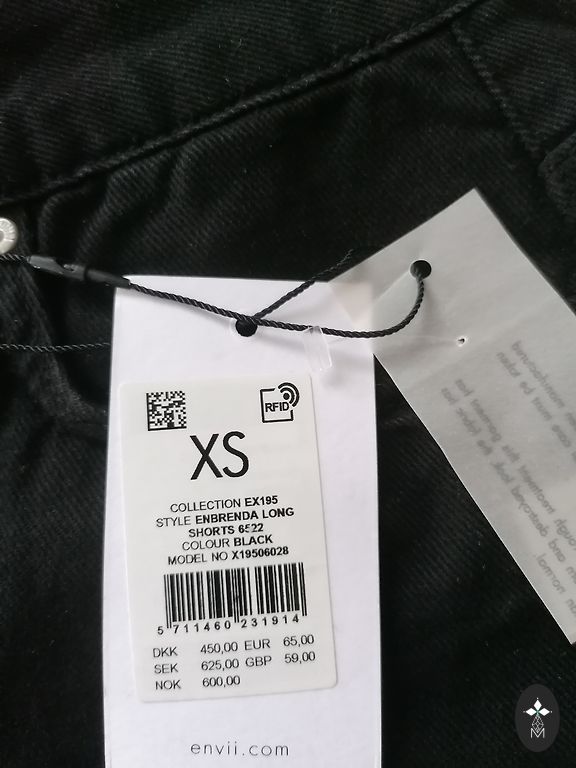 RFID
XS
COLLECTION EX195
STYLE ENBRENDA LONG
SHORTS 6522
COLOUR BLACK
MODEL NO X19506028
5 711460 231914
DKK 450,00 EUR 65,00
SEK 625,00 GBP 59,00
NOK 600,00
envii.com
M